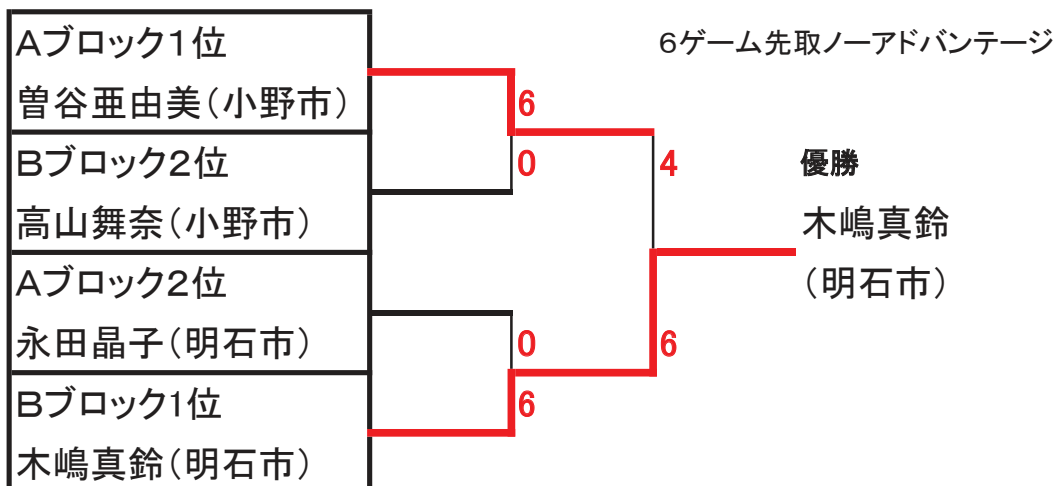 Aブロック1位
曽谷亜由美(小野市)
Bブロック2位
高山舞奈(小野市)
Aブロック2位
永田晶子(明石市)
Bブロック1位
木嶋真鈴(明石市)
6
0
0
6
4
6
6ゲーム先取ノーアドバンテージ
優勝
木嶋真鈴
(明石市)